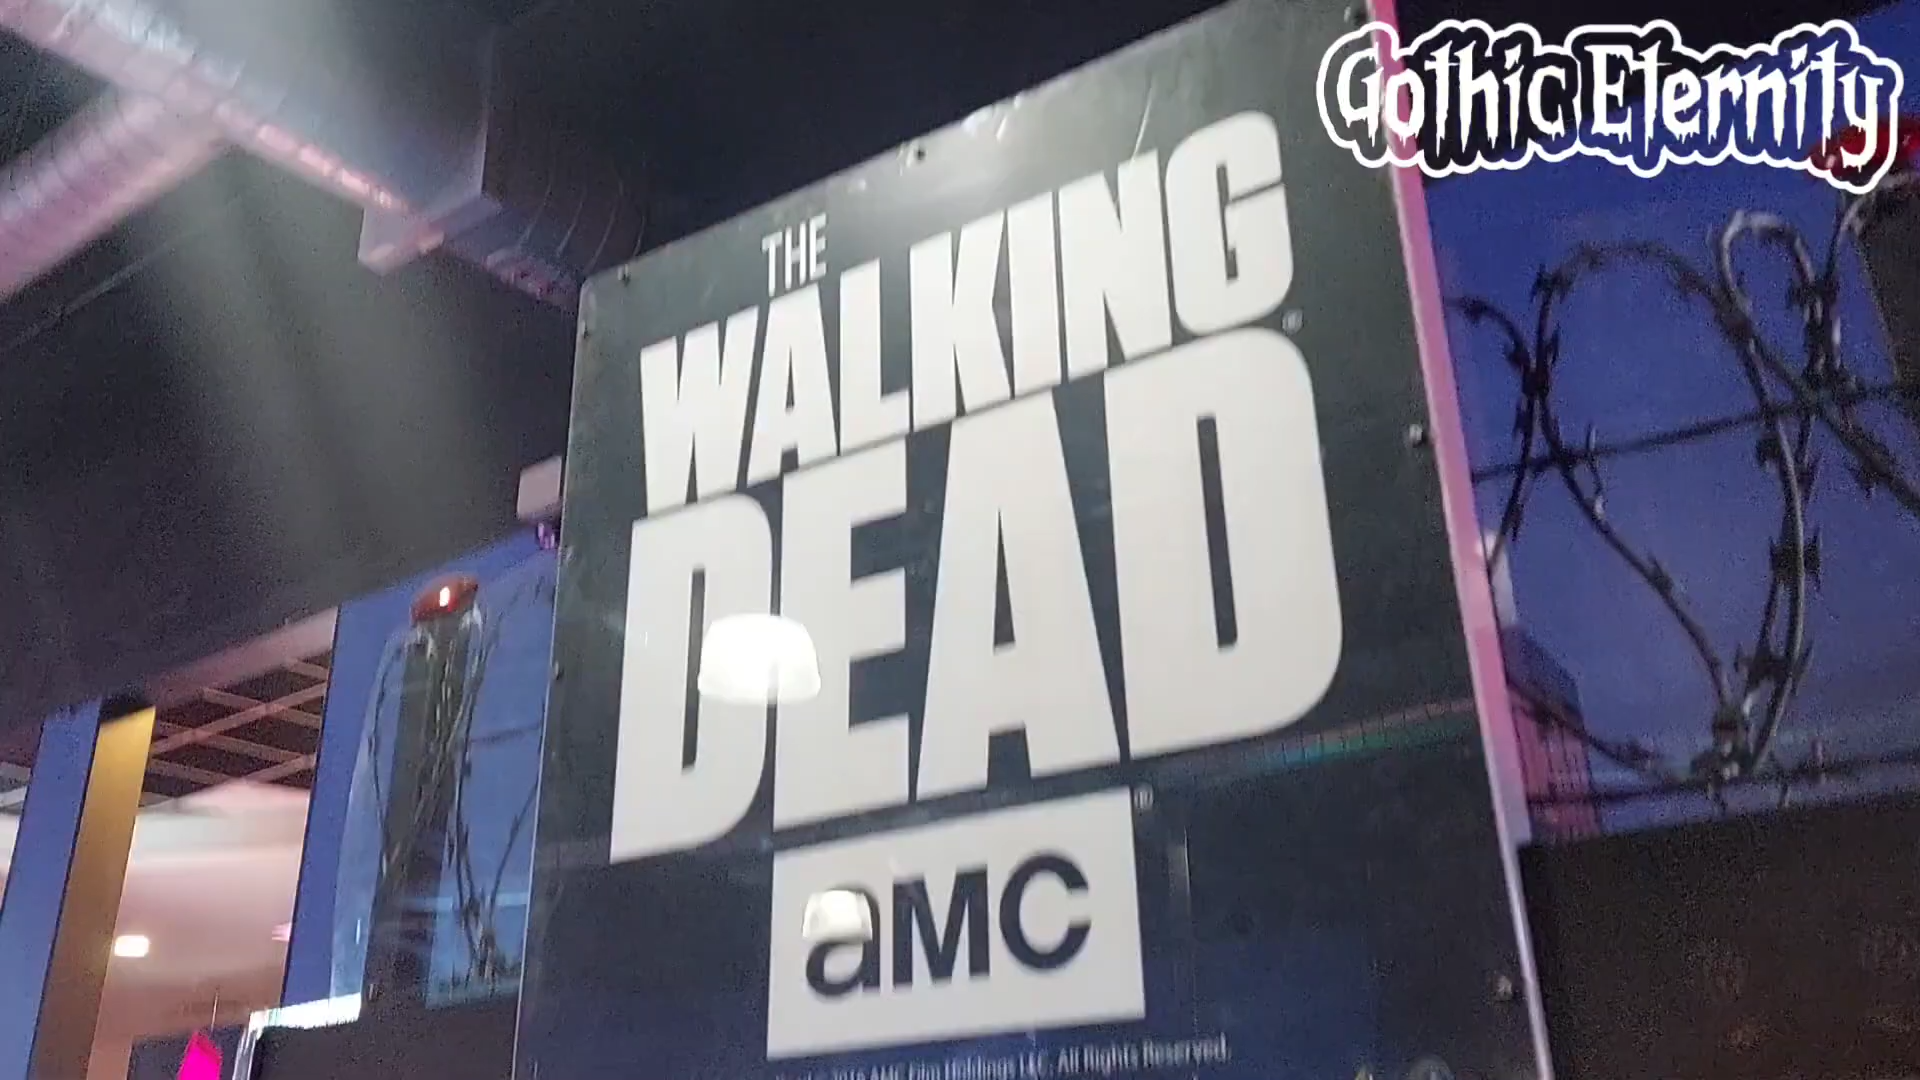 Gothic Eternity
THE
WALKING
DEAD
aMC
AMC Film Holdings LLC. All Rights Reserved.